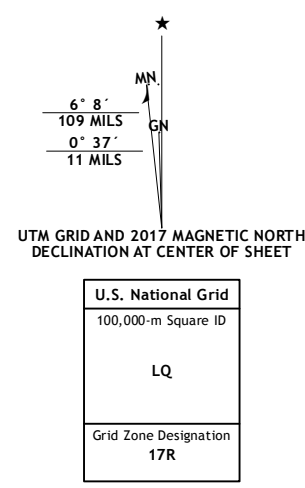 ★
MN
6° 8´
109 MILS
GN
0° 37´
11 MILS
UTM GRID AND 2017 MAGNETIC NORTH
DECLINATION AT CENTER OF SHEET
U.S. National Grid
100,000-m Square ID
LQ
Grid Zone Designation
17R